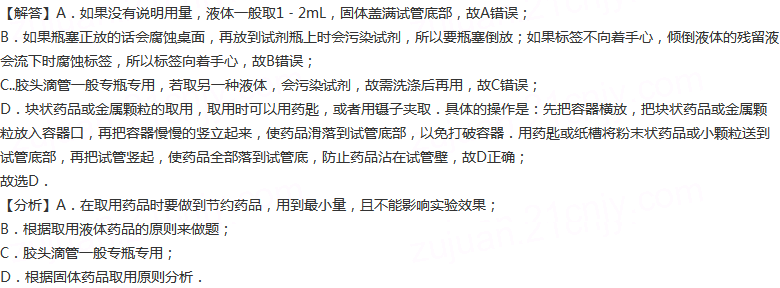 【解答】A．如果没有说明用量，液体一般取1－2mL，固体盖满试管底部，故A错误；
B．如果瓶塞正放的话会腐蚀桌面，再放到试剂瓶上时会污染试剂，所以要瓶塞倒放；如果标签不向着手心，倾倒液体的残留液
会流下时腐蚀标签，所以标签向着手心，故B错误；
C..胶头滴管一般专瓶专用，若取另一种液体，会污染试剂，故需洗涤后再用，故C错误；
D．块状药品或金属颗粒的取用，取用时可以用药匙，或者用镊子夹取．具体的操作是：先把容器横放，把块状药品或金属颗
粒放入容器口，再把容器慢慢的竖立起来，使药品滑落到试管底部，以免打破容器．用药匙或纸槽将粉末状药品或小颗粒送到
试管底部，再把试管竖起，使药品全部落到试管底，防止药品沾在试管壁，故D正确；
故选D．
【分析】A．在取用药品时要做到节约药品，用到最小量，且不能影响实验效果；
B．根据取用液体药品的原则来做题；
C．胶头滴管一般专瓶专用；
D．根据固体药品取用原则分析．